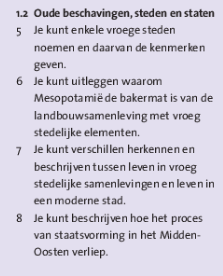 1.2 Oude beschavingen, steden en staten
5 Je kunt enkele vroege steden
noemen en daarvan de kenmerken
geven.
6 Je kunt uitleggen waarom
Mesopotamië de bakermat is van de
landbouwsamenleving met vroeg
stedelijke elementen.
7 Je kunt verschillen herkennen en
beschrijven tussen leven in vroeg
stedelijke samenlevingen en leven in
een moderne stad.
8 Je kunt beschrijven hoe het proces
van staatsvorming in het Midden-
Oosten verliep.